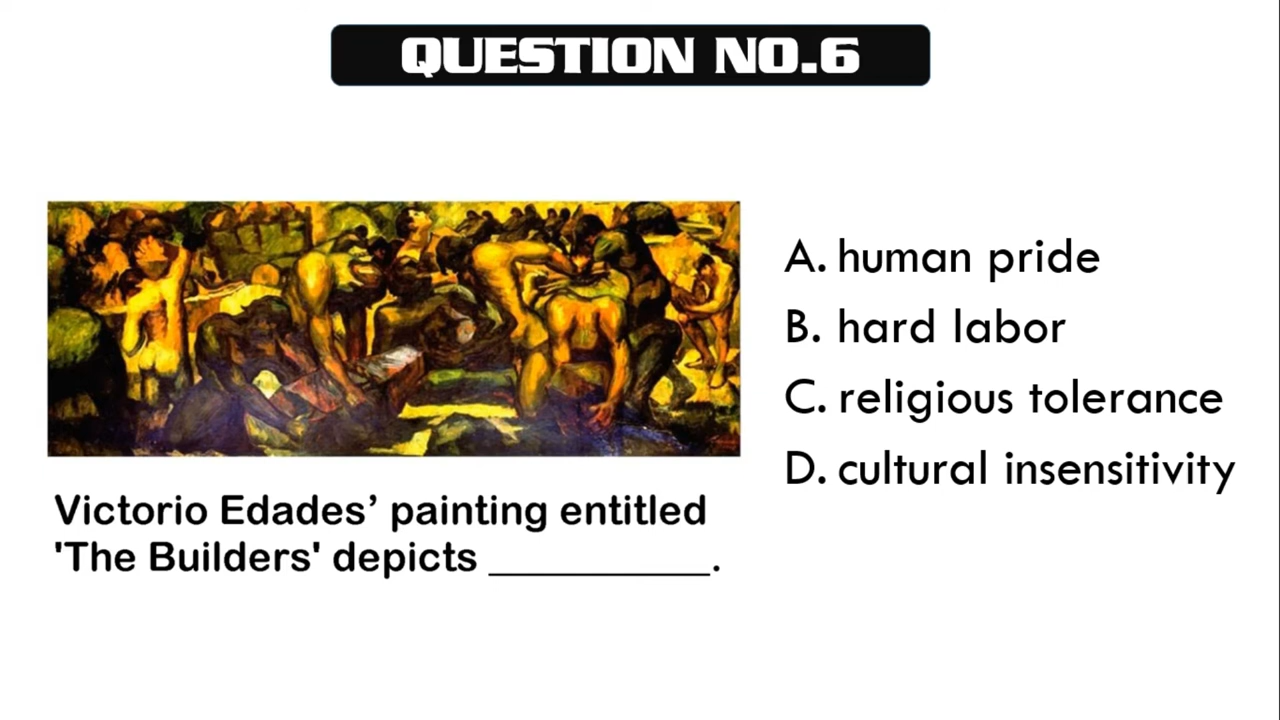 QUESTION NO.6
Victorio Edades’ painting entitled
'The Builders' depicts __________.
A. human pride
B. hard labor
C. religious tolerance
D. cultural insensitivity